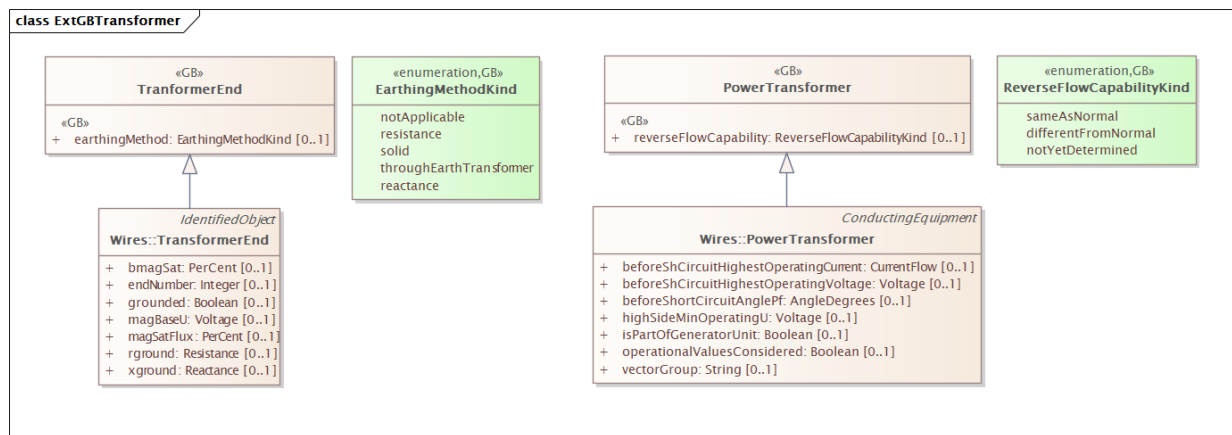 class ExtGBTransformer
«GB»
TranformerEnd
«GB»
+ earthingMethod: EarthingMethodKind [0..1]
«enumeration,GB»
EarthingMethodKind
notApplicable
resistance
solid
throughEarthTransformer
reactance
«GB»
PowerTransformer
«GB»
+ reverseFlowCapability: ReverseFlowCapabilityKind [0..1]
«enumeration,GB»
ReverseFlowCapabilityKind
sameAsNormal
differentFromNormal
notYetDetermined
IdentifiedObject
Wires::TransformerEnd
+ bmagSat: PerCent [0..1]
+ endNumber: Integer [0..1]
+ grounded: Boolean [0..1]
+ magBaseU: Voltage [0..1]
+ magSatFlux: PerCent [0..1]
+ rground: Resistance [0..1]
+ xground: Reactance [0..1]
ConductingEquipment
Wires::PowerTransformer
+ beforeShCircuitHighestOperatingCurrent: CurrentFlow [0..1]
+ beforeShCircuitHighestOperatingVoltage: Voltage [0..1]
+ beforeShortCircuitAnglePf: AngleDegrees [0..1]
+ highSideMinOperatingU: Voltage [0..1]
+ isPartOfGeneratorUnit: Boolean [0..1]
+ operationalValuesConsidered: Boolean [0..1]
+ vectorGroup: String [0..1]